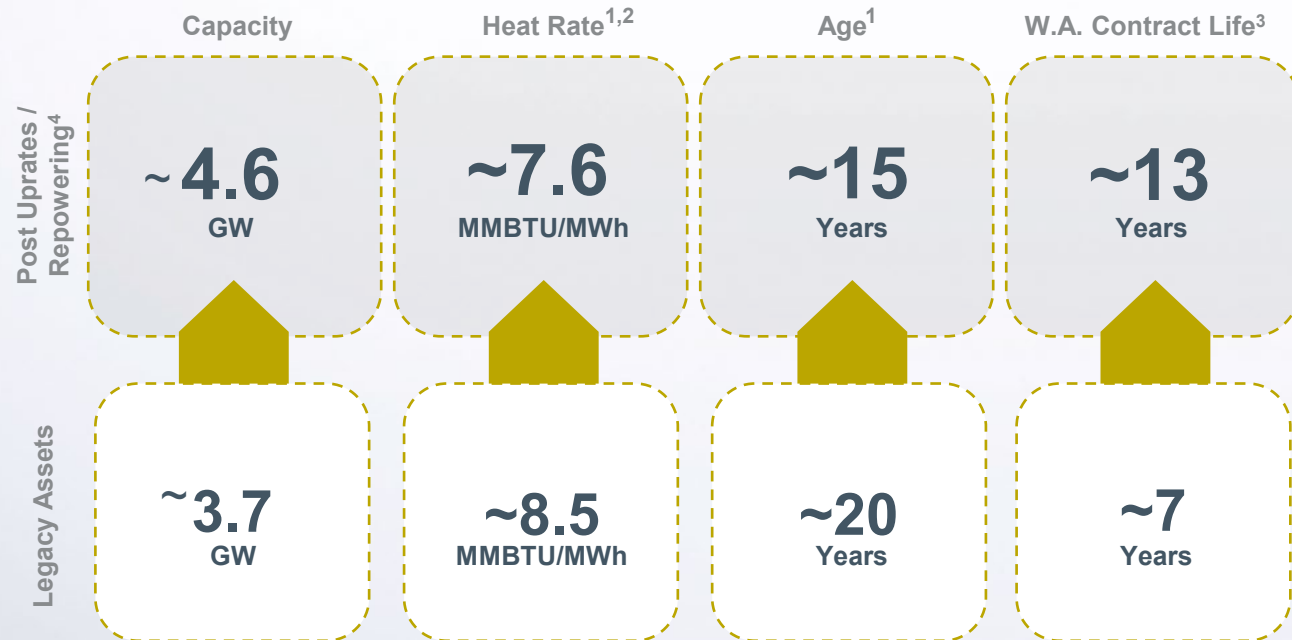 Capacity
Heat Rate1,2
Age1
W.A. Contract Life3
Post Uprates /
Repowering4
~4.6
GW
~7.6
MMBTU/MWh
~15
Years
~13
Years
Legacy Assets
~3.7
GW
~8.5
MMBTU/MWh
~20
Years
~7
Years